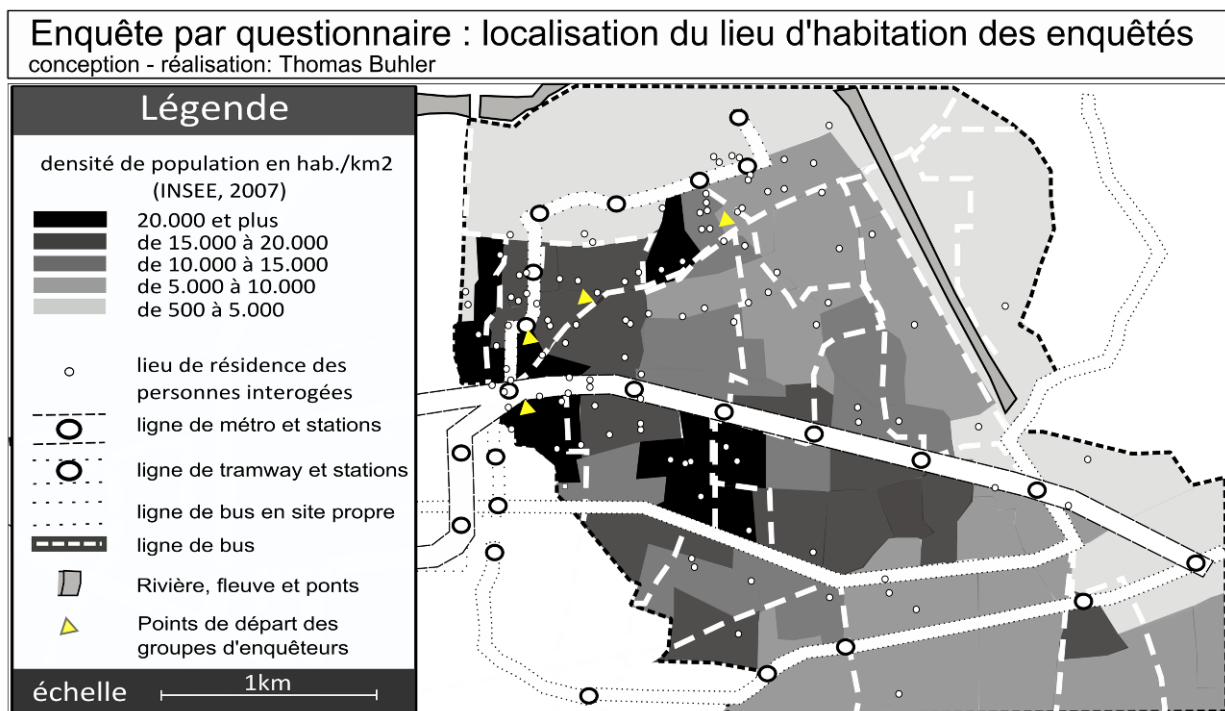 Enquête par questionnaire : localisation du lieu d'habitation des enquêtés
conception - réalisation: Thomas Buhler
Légende
densité de population en hab./km2
(INSEE, 2007)
20.000 et plus
de 15.000 à 20.000
de 10.000 à 15.000
de 5.000 à 10.000
de 500 à 5.000
lieu de résidence des
personnes interogées
ligne de métro et stations
ligne de tramway et stations
ligne de bus en site propre
ligne de bus
Rivière, fleuve et ponts
Points de départ des
groupes d'enquêteurs
échelle
1km